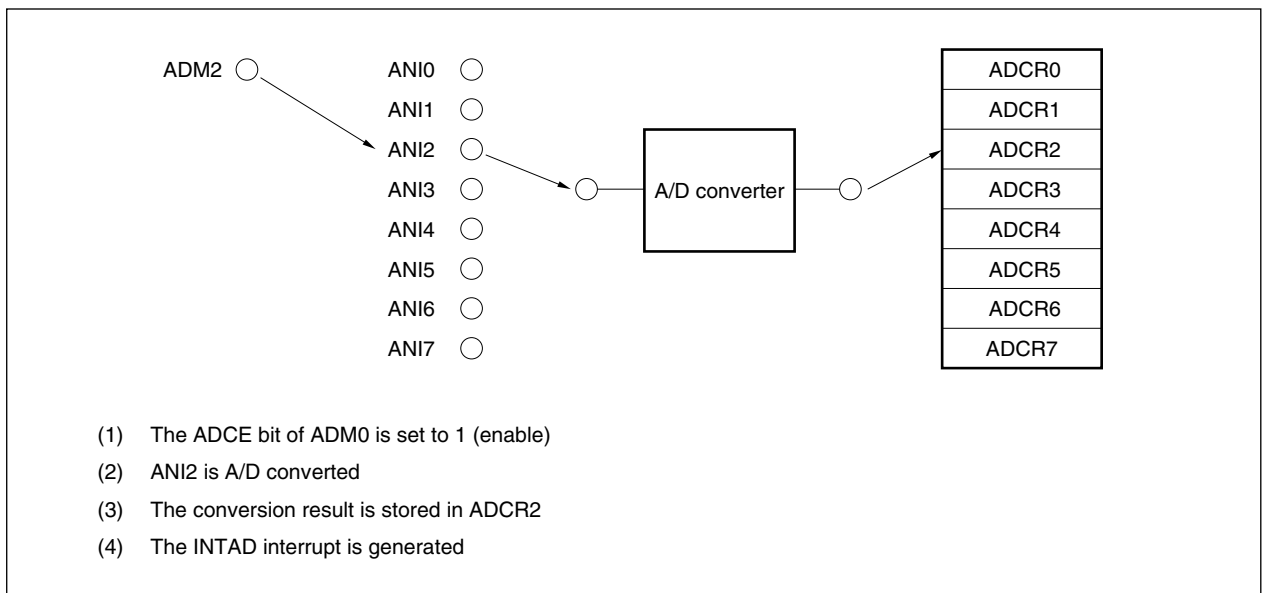 ADM2
ANI0
ANI1
ANI2
ANI3
ANI4
ANI5
ANI6
ANI7
A/D converter
ADCR0
ADCR1
ADCR2
ADCR3
ADCR4
ADCR5
ADCR6
ADCR7
(1) The ADCE bit of ADM0 is set to 1 (enable)
(2) ANI2 is A/D converted
(3) The conversion result is stored in ADCR2
(4) The INTAD interrupt is generated